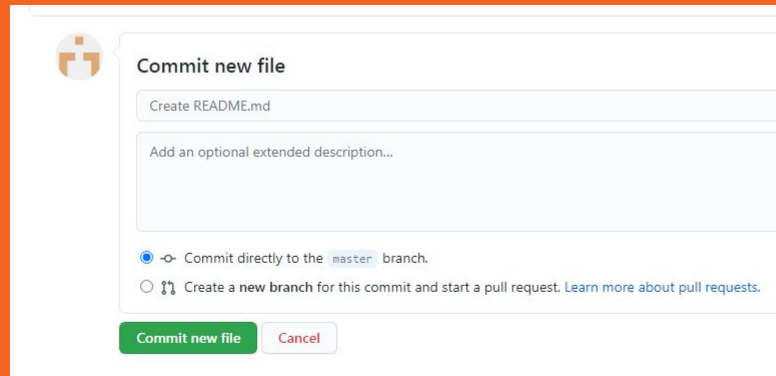 Commit new file
Create README.md
Add an optional extended description...
Commit directly to the master branch.
Create a new branch for this commit and start a pull request. Learn more about pull requests.
Commit new file Cancel